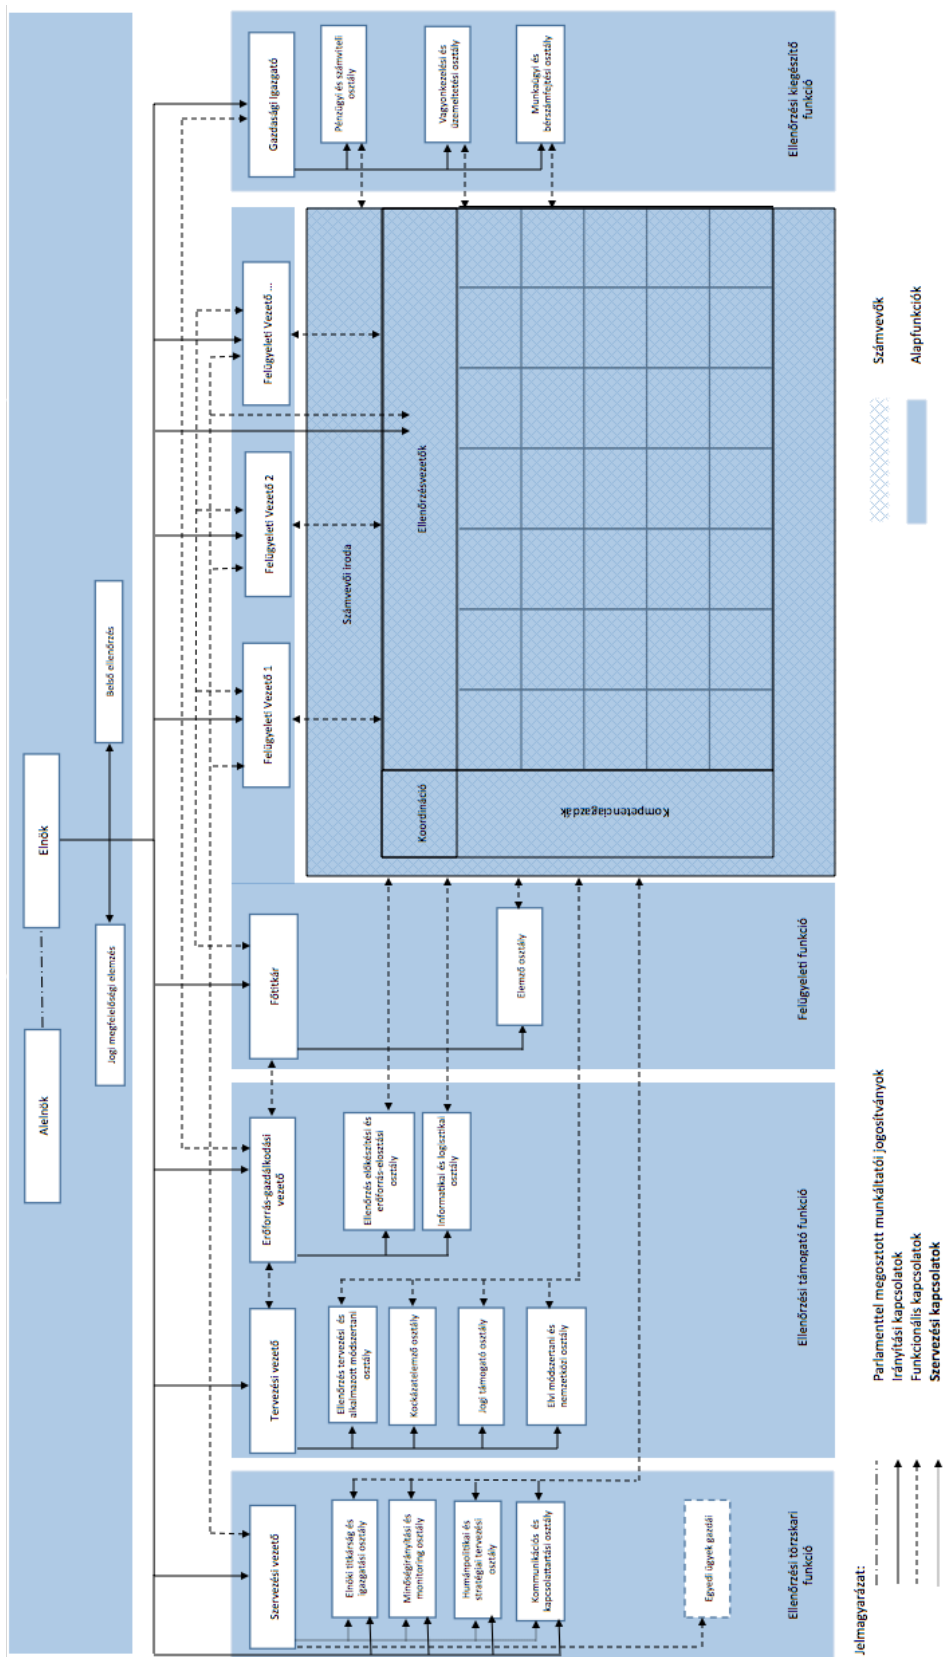 Alelnök
Elnök
Jogi megfelelőségi elemzés
Belső ellenőrzés
Szervezési vezető
Tervezési vezető
Erőforrás-gazdálkodási
vezető
Főtitkár
Felügyeleti Vezető 1
Felügyeleti Vezető 2
Felügyeleti Vezető ...
Gazdasági Igazgató
Elnöki titkárság és
igazgatási osztály
Minőségirányítási és
monitoring osztály
Humánpolitikai és
stratégiai tervezési
osztály
Kommunikációs és
kapcsolattartási osztály
Egyedi ügyek gazdái
Ellenőrzési törzskari
funkció
Ellenőrzés tervezési és
alkalmazott módszertani
osztály
Kockázatelemző osztály
Jogi támogató osztály
Elvi módszertani és
nemzetközi osztály
Ellenőrzés előkészítési és
erőforrás-elosztási
osztály
Informatikai és logisztikai
osztály
Ellenőrzési támogató funkció
Elemző osztály
Felügyeleti funkció
Számvevői iroda
Koordináció
Ellenőrzésvezetők
Kompetenciagazdák
Pénzügyi és számviteli
osztály
Vagyonkezelési és
üzemeltetési osztály
Munkaügyi és
bérszámfejtési osztály
Ellenőrzési kiegészítő
funkció
Jelmagyarázat:
Parlamenttel megosztott munkáltatói jogosítványok
Irányítási kapcsolatok
Funkcionális kapcsolatok
Szervezési kapcsolatok
Számvevők
Alapfunkciók